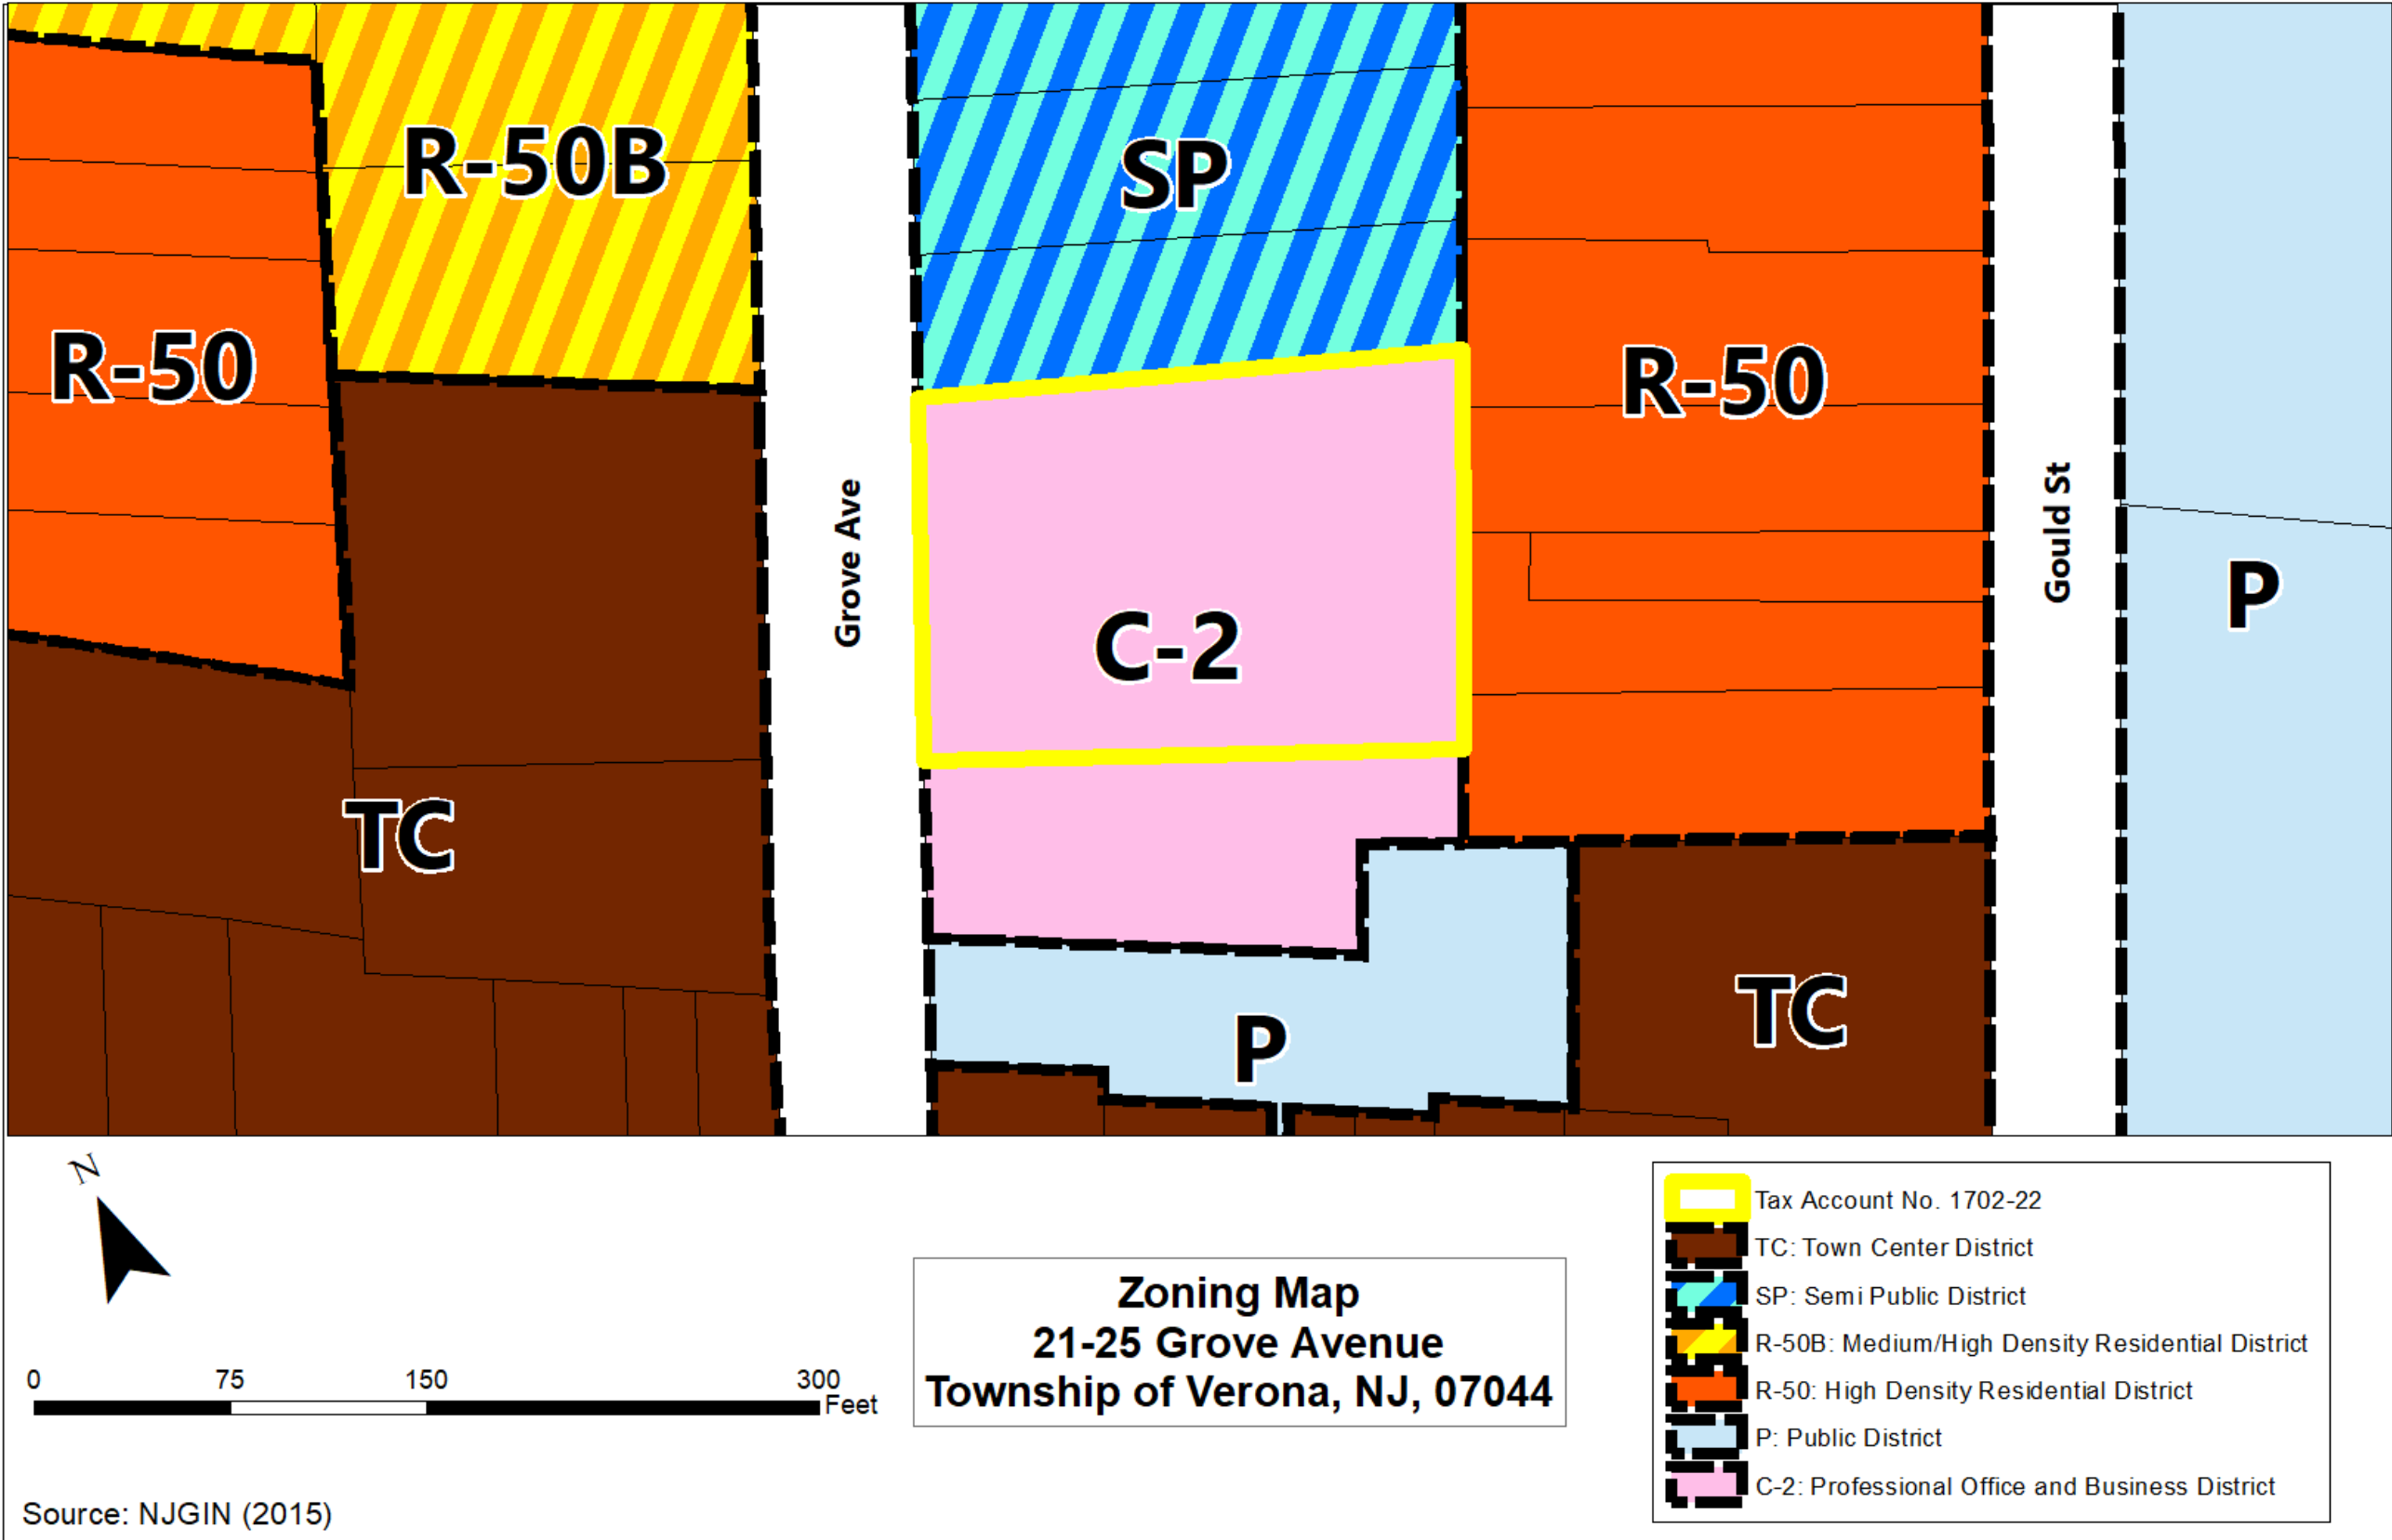 R-50B
SP
R-50
R-50
Grove Ave
Gould St
P
C-2
TC
TC
P
N
0 75 150 300
Feet
Source: NJGIN (2015)
Zoning Map
21-25 Grove Avenue
Township of Verona, NJ, 07044
Tax Account No. 1702-22
TC: Town Center District
SP: Semi Public District
R-50B: Medium/High Density Residential District
R-50: High Density Residential District
P: Public District
C-2: Professional Office and Business District